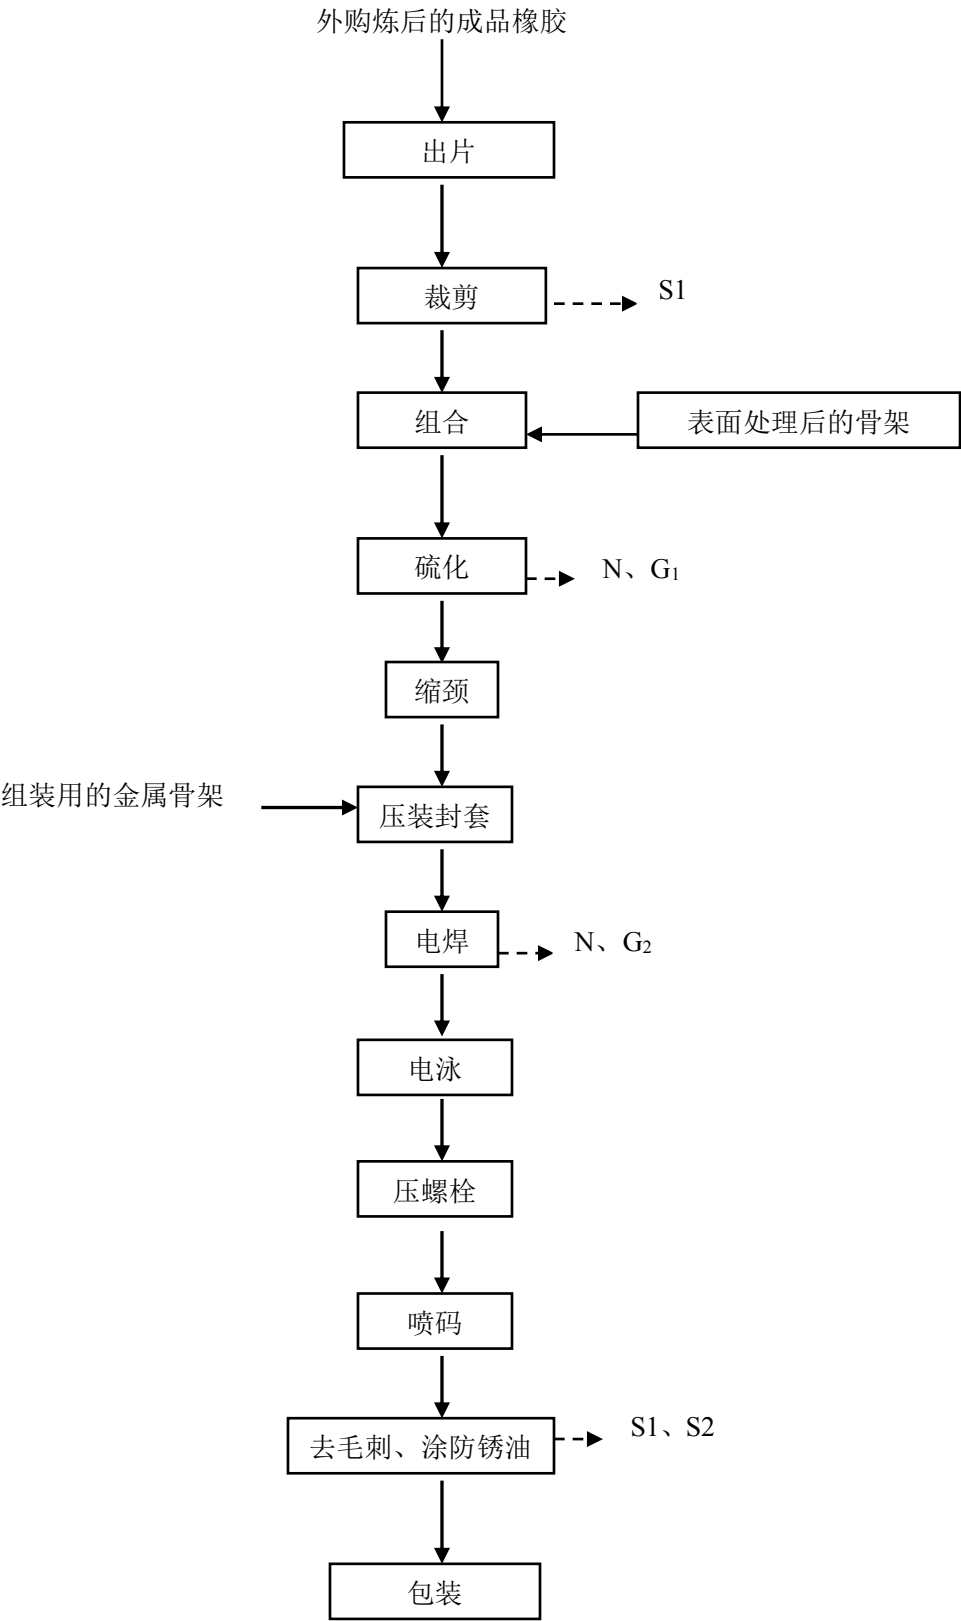 外购炼后的成品橡胶
出片
裁剪
S1
组合
表面处理后的骨架
硫化
N、G1
缩颈
组装用的金属骨架
压装封套
电焊
N、G2
电泳
压螺栓
喷码
去毛刺、涂防锈油
S1、S2
包装